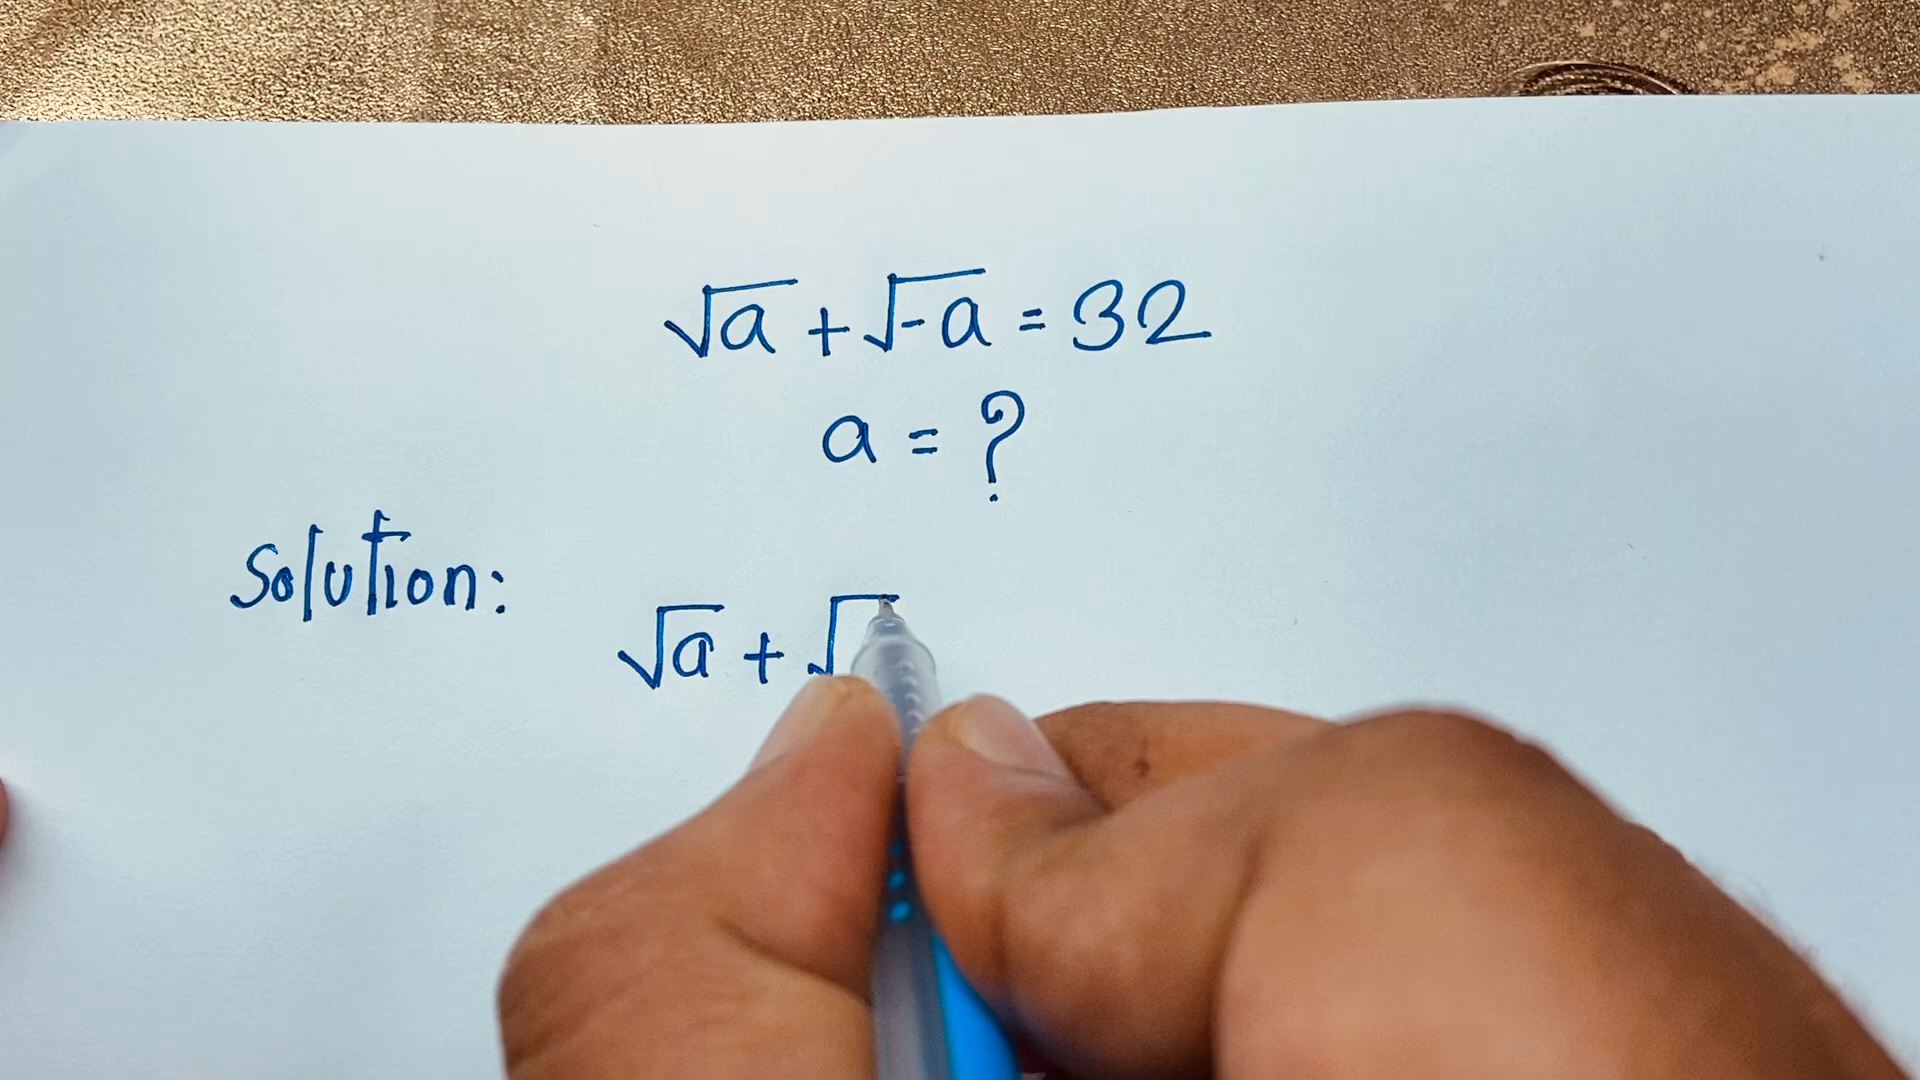 √a + √-a = 32
a = ?
Solution:
√a + √